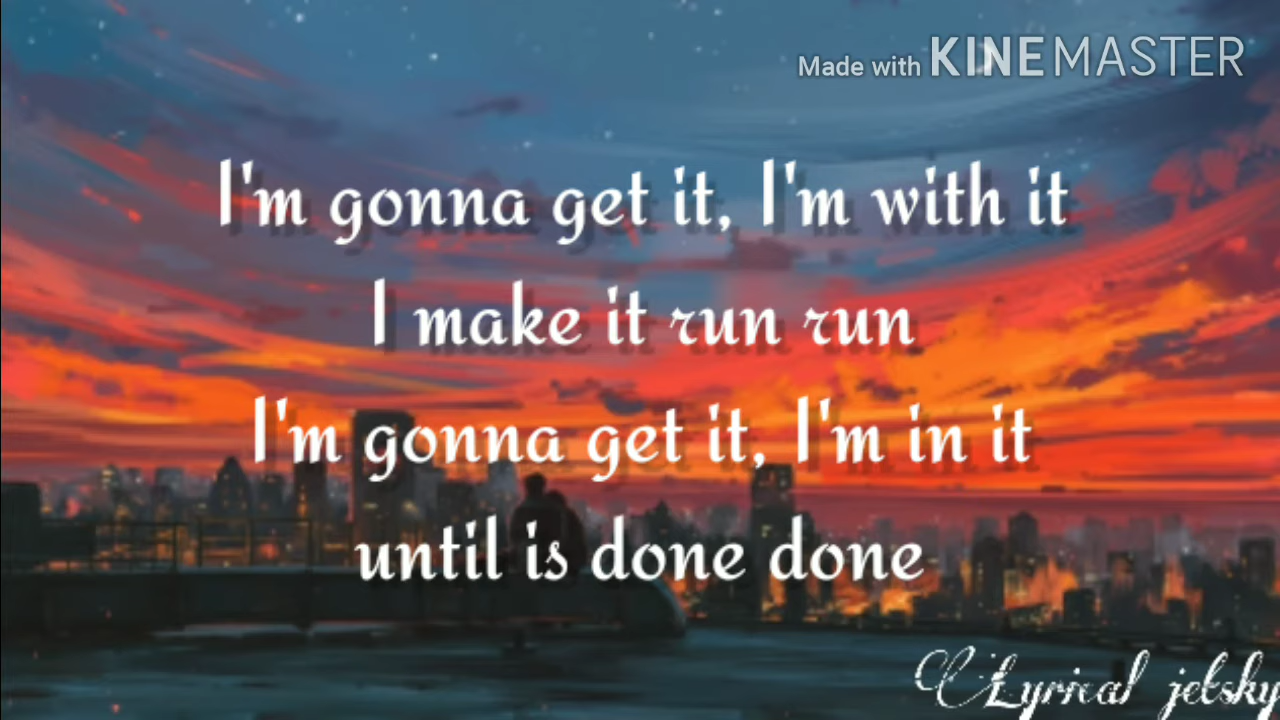 Made with KINEMASTER
I'm gonna get it, I'm with it
I make it run run
I'm gonna get it, I'm in it
until is done done
Lyrical jetsky